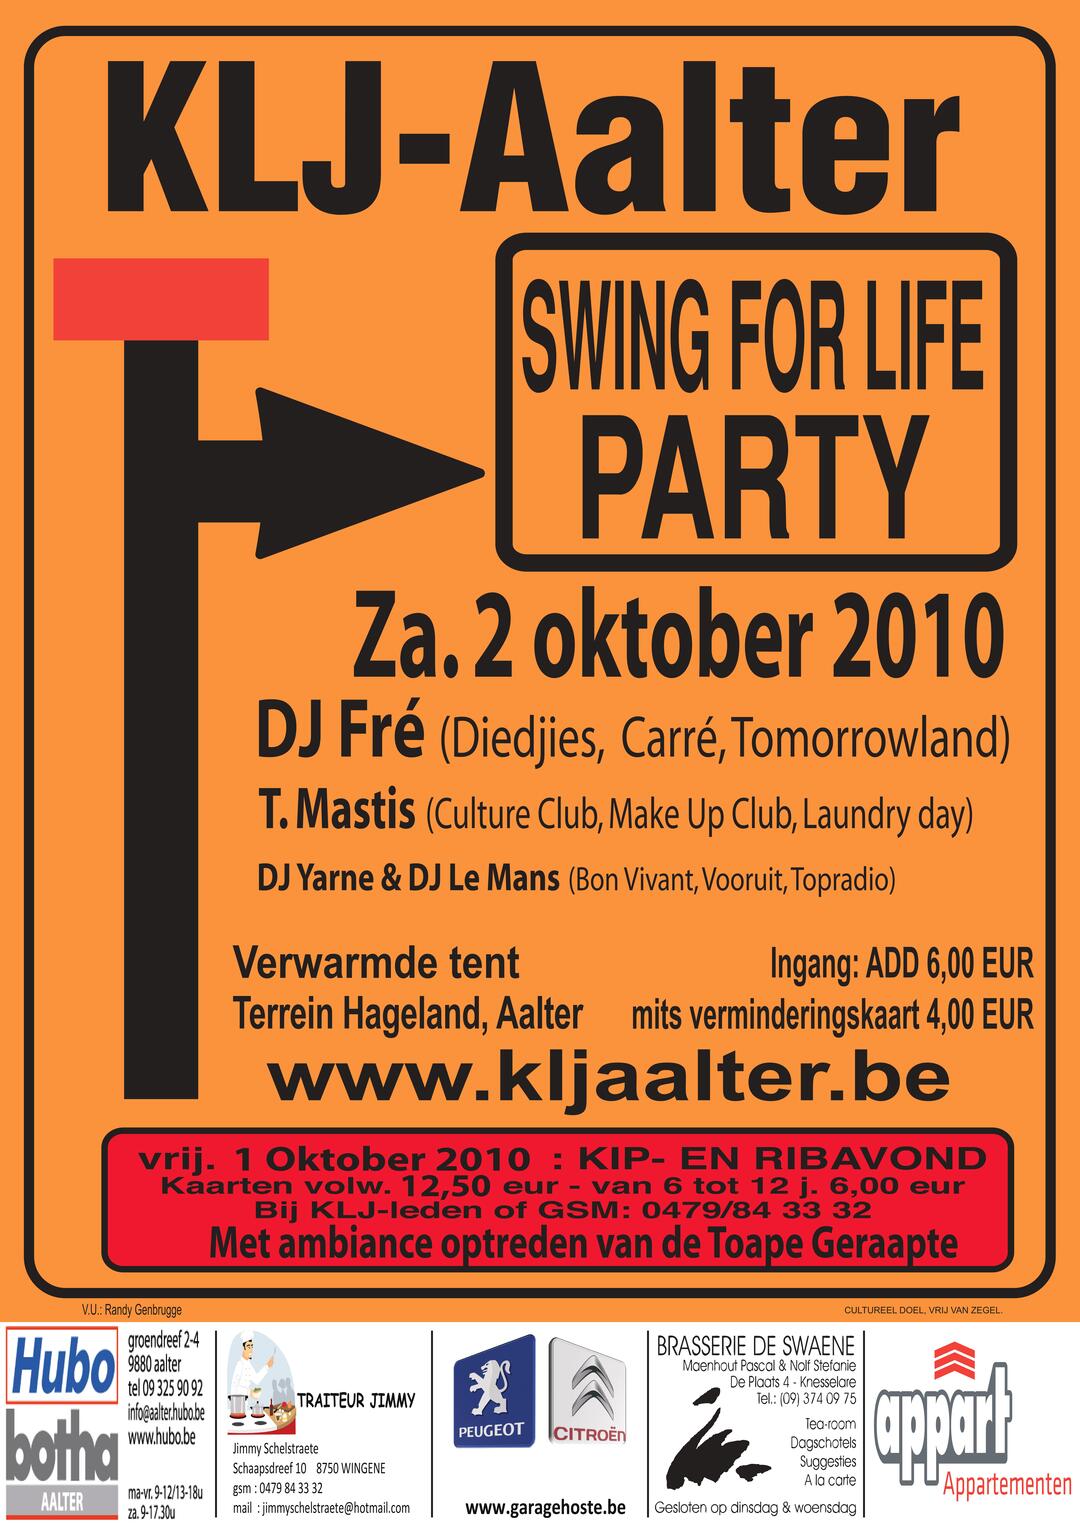 KLJ-Aalter
SWING FOR LIFE
PARTY
Za. 2 oktober 2010
DJ Fré (Diedjies, Carré, Tomorrowland)
T. Mastis (Culture Club, Make Up Club, Laundry day)
DJ Yarne & DJ Le Mans (Bon Vivant, Vooruit, Topradio)
Verwarmde tent
Terrein Hageland, Aalter
Ingang: ADD 6,00 EUR
mits verminderingskaart 4,00 EUR
www.kljaalter.be
vrij. 1 Oktober 2010 : KIP- EN RIBAVOND
Kaarten volw. 12,50 eur - van 6 tot 12 j. 6,00 eur
Bij KLJ-leden of GSM: 0479/84 33 32
Met ambiance optreden van de Toape Geraapte
V.U.: Randy Genbrugge
CULTUREEL DOEL, VRIJ VAN ZEGEL.
Hubo
botha
AALTER
groendreef 2-4
9880 aalter
tel 09 325 90 92
info@aalter.hubo.be
www.hubo.be
ma-vr. 9-12/13-18u
za. 9-17.30u
TRAITEUR JIMMY
Jimmy Schelstraete
Schaapsdreef 10 8750 WINGENE
gsm : 0479 84 33 32
mail : jimmyschelstraete@hotmail.com
PEUGEOT
CITROËN
www.garagehoste.be
BRASSERIE DE SWAENE
Maenhout Pascal & Nolf Stefanie
De Plaats 4 - Knesselare
Tel.: (09) 374 09 75
Tea-room
Dagschotels
Suggesties
A la carte
Gesloten op dinsdag & woensdag
appart
Appartementen